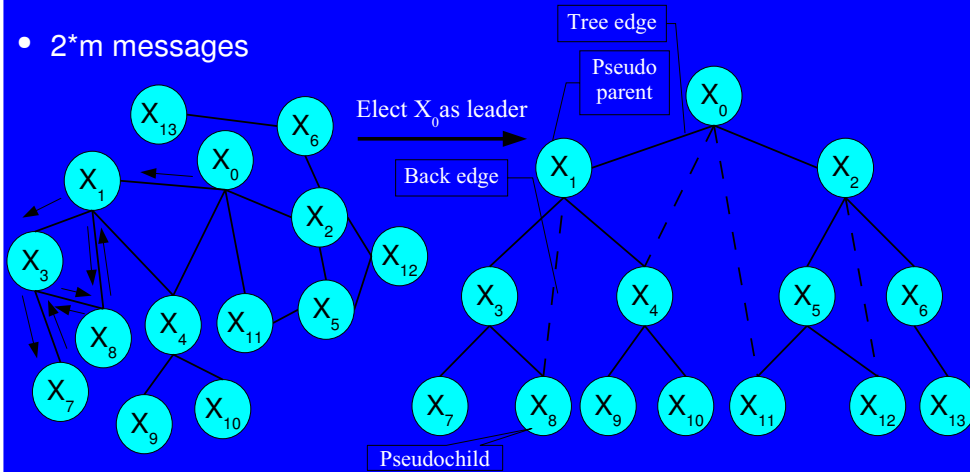 • 2*m messages
Tree edge
Pseudo
parent
Elect X0 as leader
Back edge
X13
X6
X0
X1
X2
X3
X12
X4
X11
X5
X8
X7
X9
X10
X0
X1
X2
X3
X4
X5
X6
X7
X8
X9
X10
X11
X12
X13
Pseudochild